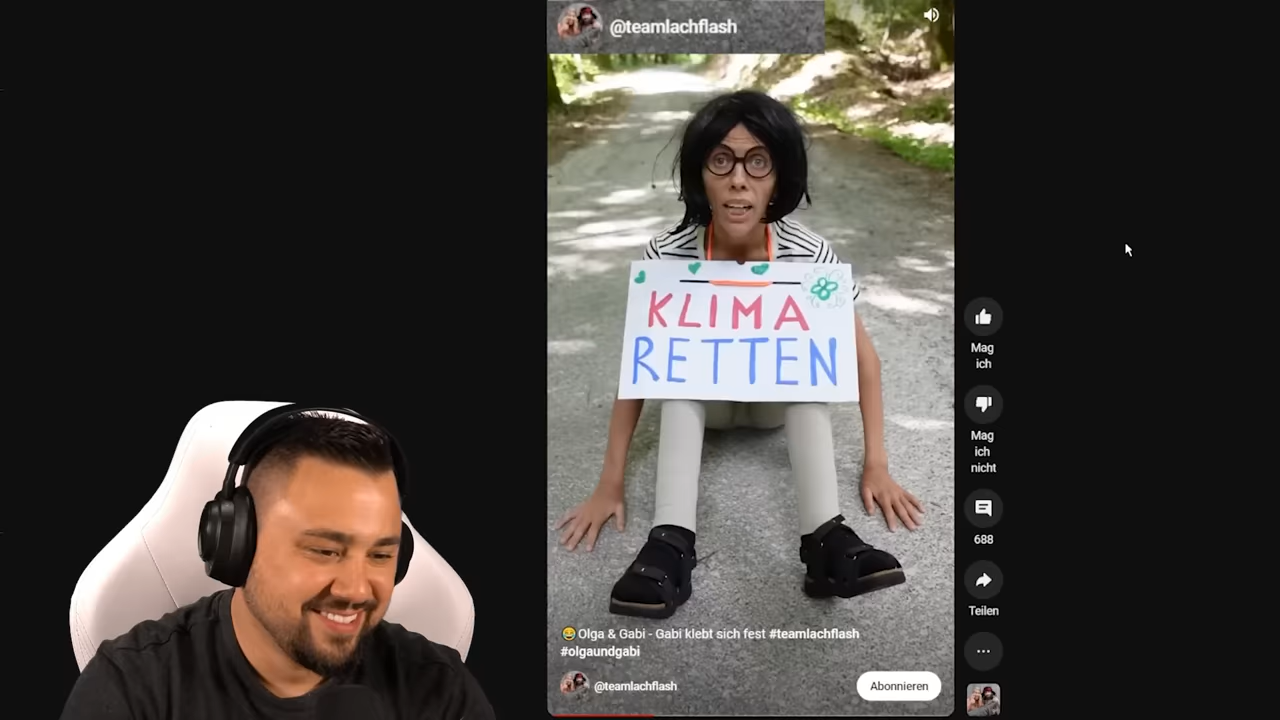 @teamlachflash
KLIMA
RETTEN
Mag
ich
Mag
ich
nicht
688
Teilen
😂Olga & Gabi - Gabi klebt sich fest #teamlachflash
#olgaundgabi
@teamlachflash
Abonnieren